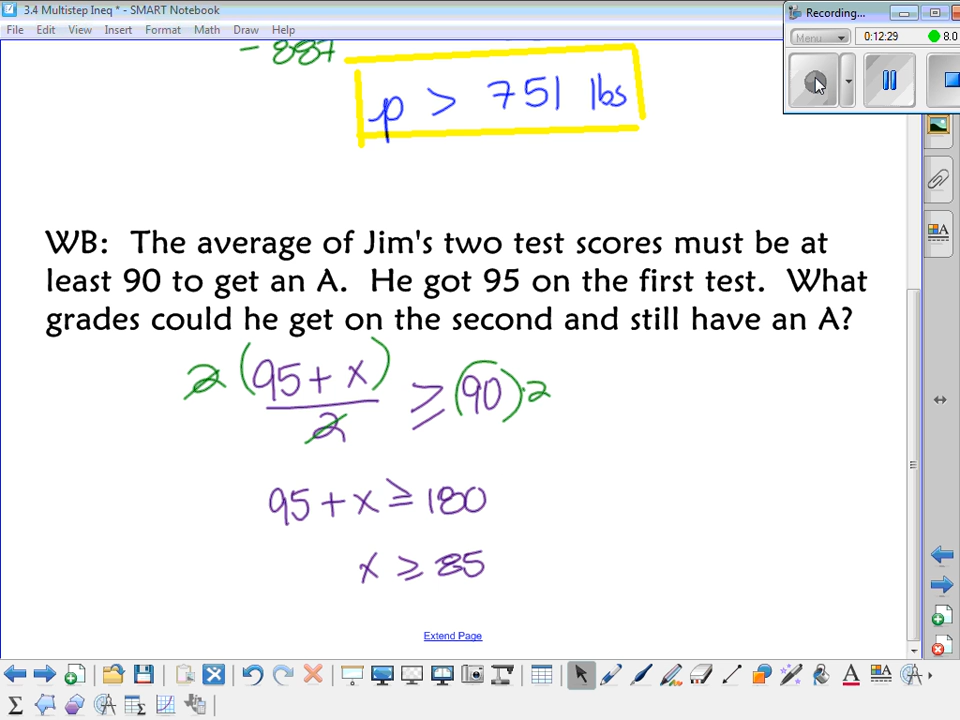 3.4 Multistep Ineq * - SMART Notebook
File Edit View Insert Format Math Draw Help
Recording...
Menu 0:12:29 8.0
- 887
p > 751 lbs
WB: The average of Jim's two test scores must be at
least 90 to get an A. He got 95 on the first test. What
grades could he get on the second and still have an A?
2 (95 + x) ≥ (90)·2
2
95 + x ≥ 180
x ≥ 85
Extend Page